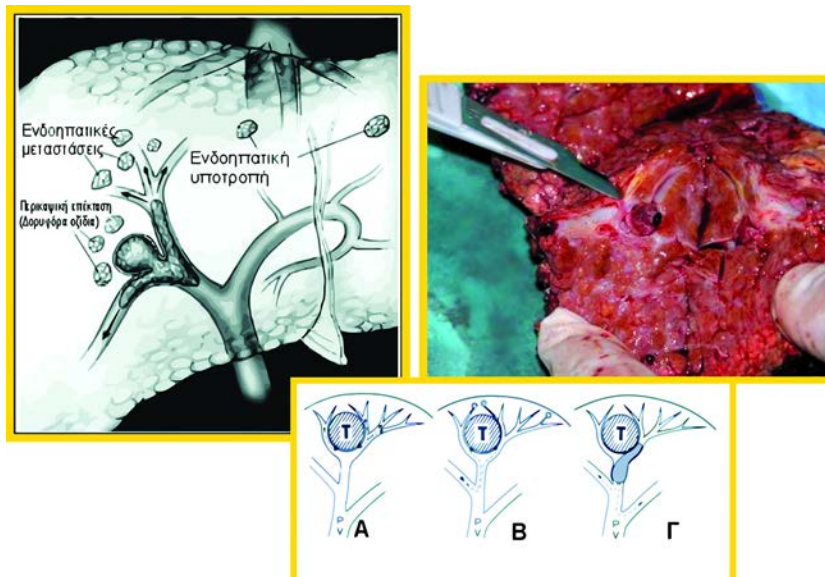 Ενδοηπατικές
μεταστάσεις
Ενδοηπατική
υποτροπή
Περικαψική επέκταση
(Δορυφόρα οζίδια)
T
T
T
P
V
P
V
P
V
Α
Β
Γ